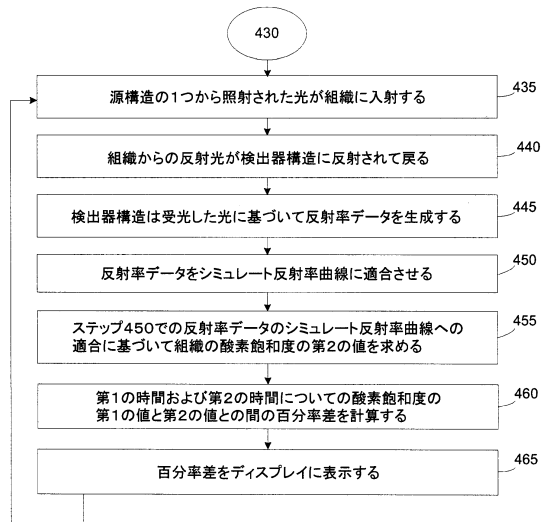 430
源構造の1つから照射された光が組織に入射する
435
組織からの反射光が検出器構造に反射されて戻る
440
検出器構造は受光した光に基づいて反射率データを生成する
445
反射率データをシミュレート反射率曲線に適合させる
450
ステップ450での反射率データのシミュレート反射率曲線への
適合に基づいて組織の酸素飽和度の第2の値を求める
455
第1の時間および第2の時間についての酸素飽和度の
第1の値と第2の値との間の百分率差を計算する
460
百分率差をディスプレイに表示する
465